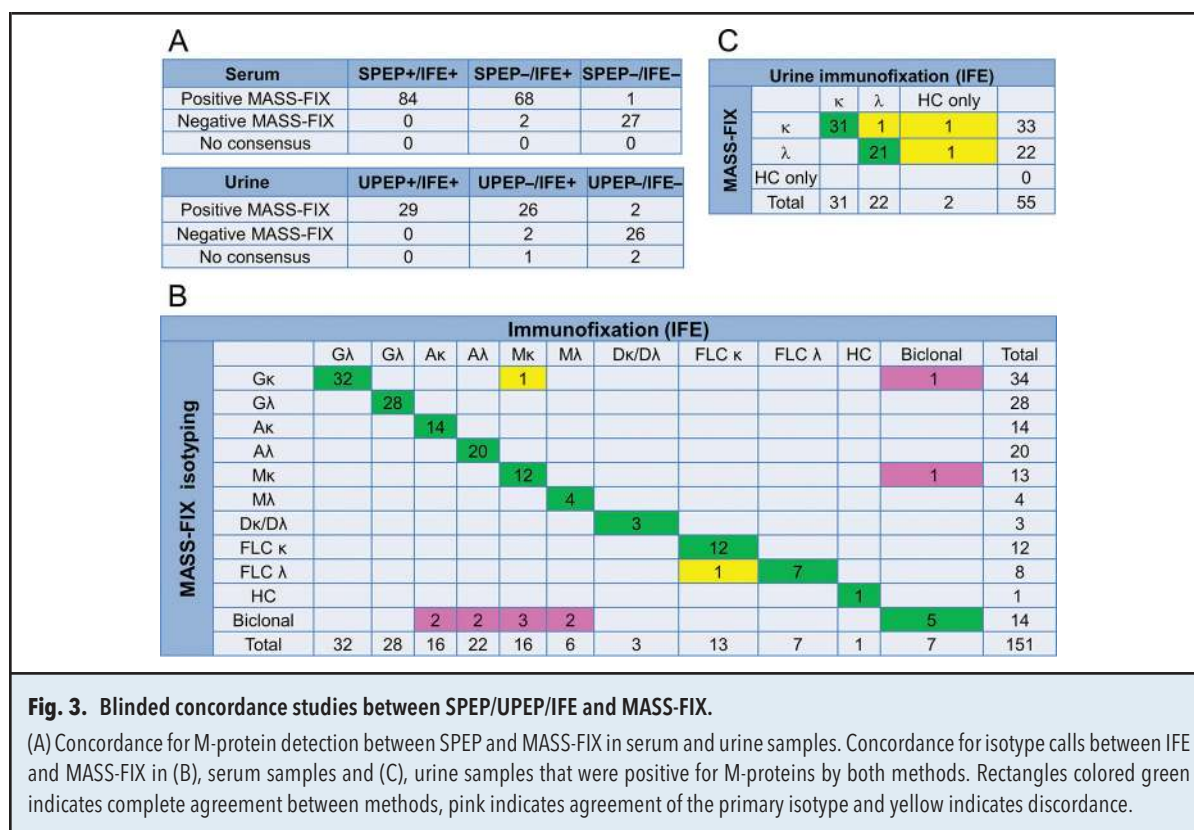 A
Serum SPEP+/IFE+ SPEP–/IFE+ SPEP–/IFE–
Positive MASS-FIX 84 68 1
Negative MASS-FIX 0 2 27
No consensus 0 0 0
Urine UPEP+/IFE+ UPEP–/IFE+ UPEP–/IFE–
Positive MASS-FIX 29 26 2
Negative MASS-FIX 0 2 26
No consensus 0 1 2
C
Urine immunofixation (IFE)
MASS-FIX
κ λ HC only
κ 31 1 1 33
λ 21 1 22
HC only 0
Total 31 22 2 55
B
Immunofixation (IFE)
MASS-FIX isotyping
Gλ Gλ Aκ Aλ Mκ Mλ Dκ/Dλ FLC κ FLC λ HC Biclonal Total
Gκ 32 1 1 34
Gλ 28 28
Aκ 14 14
Aλ 20 20
Mκ 12 1 13
Mλ 4 4
Dκ/Dλ 3 3
FLC κ 12 12
FLC λ 1 7 8
HC 1 1
Biclonal 2 2 3 2 5 14
Total 32 28 16 22 16 6 3 13 7 1 7 151
Fig. 3. Blinded concordance studies between SPEP/UPEP/IFE and MASS-FIX.
(A) Concordance for M-protein detection between SPEP and MASS-FIX in serum and urine samples. Concordance for isotype calls between IFE
and MASS-FIX in (B), serum samples and (C), urine samples that were positive for M-proteins by both methods. Rectangles colored green
indicates complete agreement between methods, pink indicates agreement of the primary isotype and yellow indicates discordance.